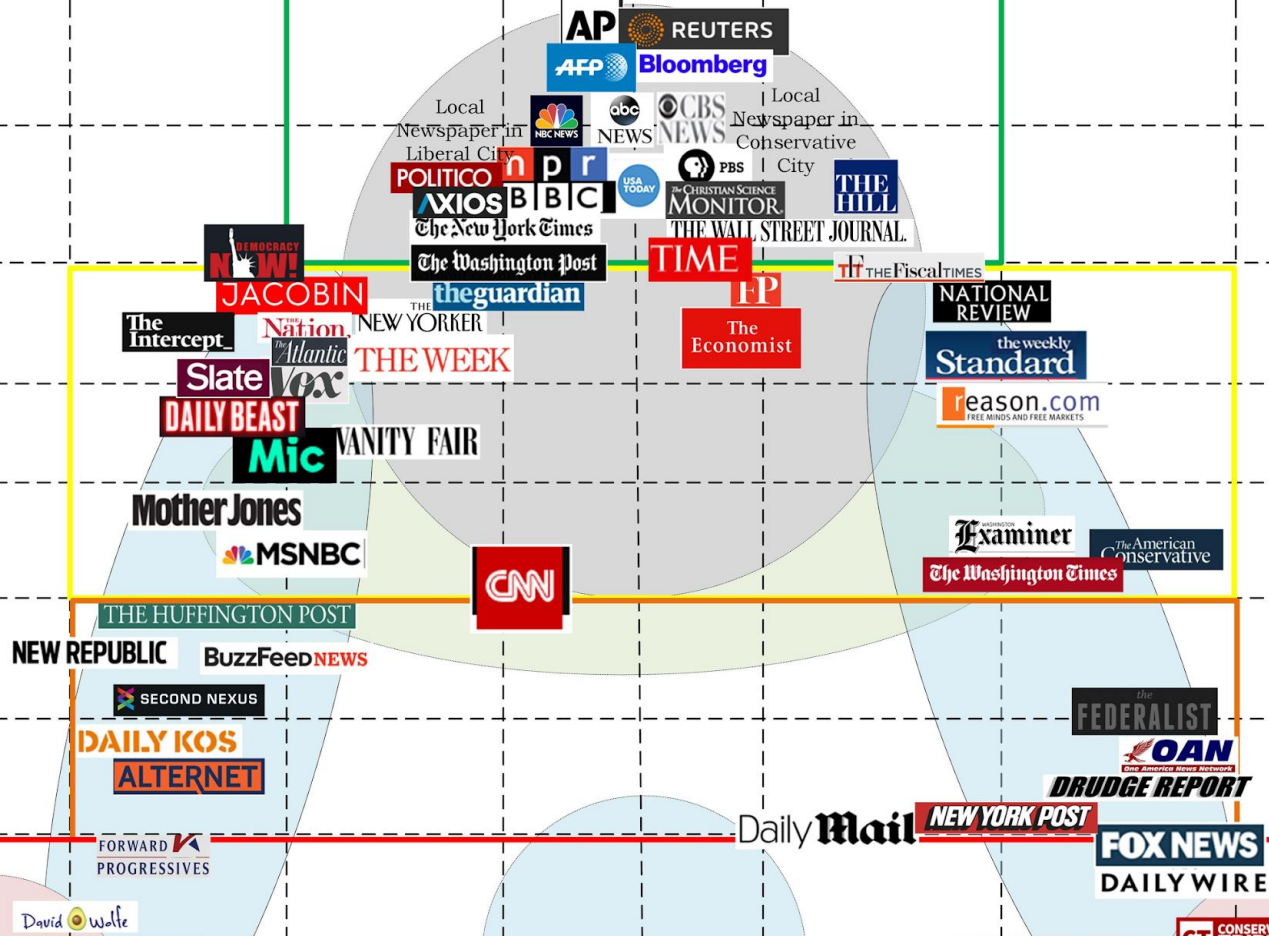 AP
REUTERS
AFP
Bloomberg
Local
Newspaper in
Liberal City
NBC NEWS
abc
NEWS
CBS
NEWS
Local
Newspaper in
Conservative
City
POLITICO
npr
PBS
AXIOS
BBC
USA
TODAY
The CHRISTIAN SCIENCE
MONITOR
THE
HILL
The New York Times
THE WALL STREET JOURNAL.
DEMOCRACY
NOW!
The Washington Post
TIME
TFT THE FISCAL TIMES
JACOBIN
theguardian
FP
NATIONAL
REVIEW
The
Intercept_
THE Nation.
THE
NEW YORKER
The
Economist
The Atlantic
THE WEEK
the weekly
Standard
Slate
Vox
reason.com
FREE MINDS AND FREE MARKETS
DAILY BEAST
Mic
VANITY FAIR
Mother Jones
WASHINGTON
Examiner
The American
Conservative
MSNBC
CNN
The Washington Times
THE HUFFINGTON POST
NEW REPUBLIC
BuzzFeed NEWS
SECOND NEXUS
the
FEDERALIST
DAILY KOS
OAN
One America News Network
ALTERNET
DRUDGE REPORT
Daily Mail
NEW YORK POST
FORWARD
PROGRESSIVES
FOX NEWS
DAILY WIRE
David Wolfe
CT CONSERV